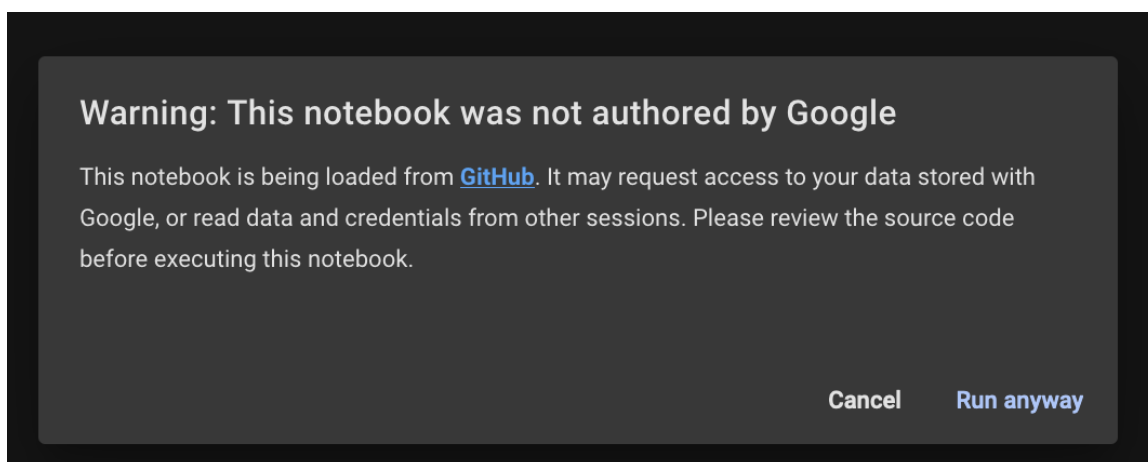 Warning: This notebook was not authored by Google
This notebook is being loaded from GitHub. It may request access to your data stored with
Google, or read data and credentials from other sessions. Please review the source code
before executing this notebook.
Cancel Run anyway